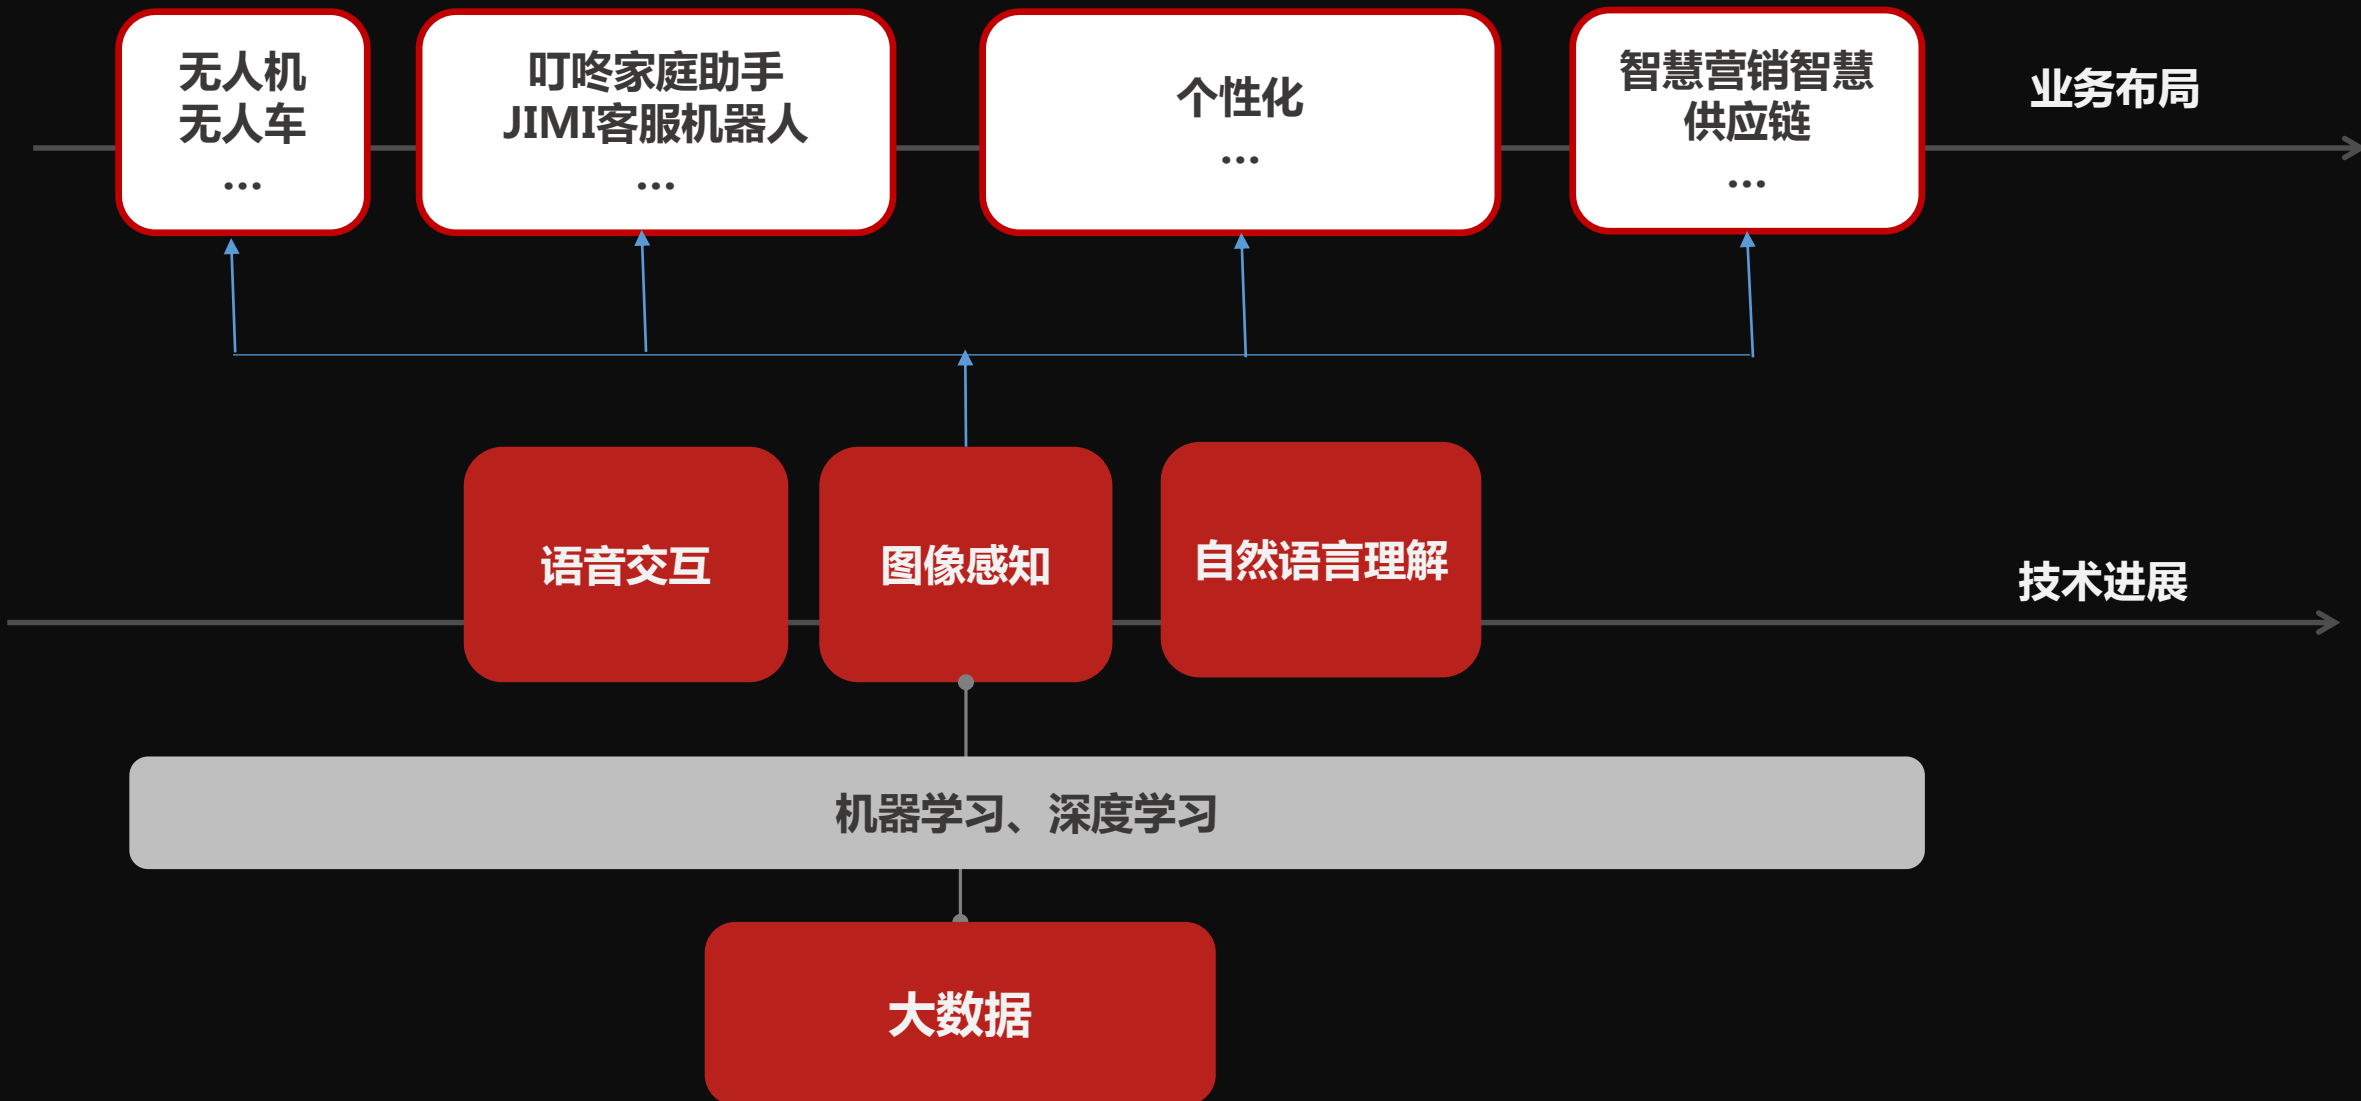 无人机
无人车
...
叮咚家庭助手
JIMI客服机器人
...
个性化
...
智慧营销智慧
供应链
...
业务布局
语音交互
图像感知
自然语言理解
技术进展
机器学习、深度学习
大数据